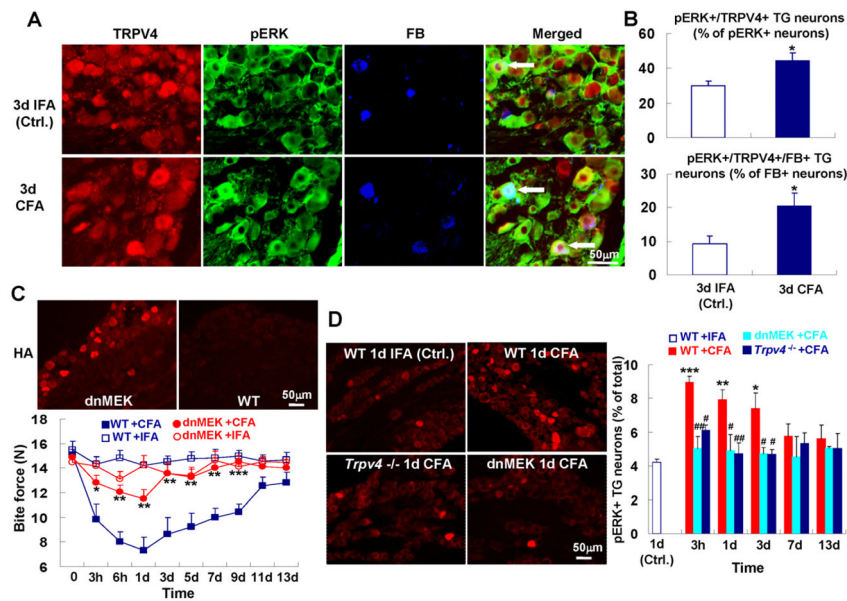 A
TRPV4 pERK FB Merged
3d IFA
(Ctrl.)
3d
CFA
50μm
B
pERK+/TRPV4+ TG neurons
(% of pERK+ neurons)
60
40
20
0
*
pERK+/TRPV4+/FB+ TG
neurons (% of FB+ neurons)
30
20
10
0
*
3d IFA
(Ctrl.)
3d CFA
C
HA
dnMEK WT
50μm
WT +CFA dnMEK +CFA
WT +IFA dnMEK +IFA
Bite force (N)
18
16
14
12
10
8
6
4
* ** ** ** ** ** ***
0 3h 6h 1d 3d 5d 7d 9d 11d 13d
Time
D
WT 1d IFA (Ctrl.) WT 1d CFA
Trpv4 -/- 1d CFA dnMEK 1d CFA
50μm
WT +IFA dnMEK +CFA
WT +CFA Trpv4 -/- +CFA
pERK+ TG neurons (% of total)
10
8
6
4
2
0
*** ** *
## # # ## # #
1d
(Ctrl.)
3h 1d 3d 7d 13d
Time